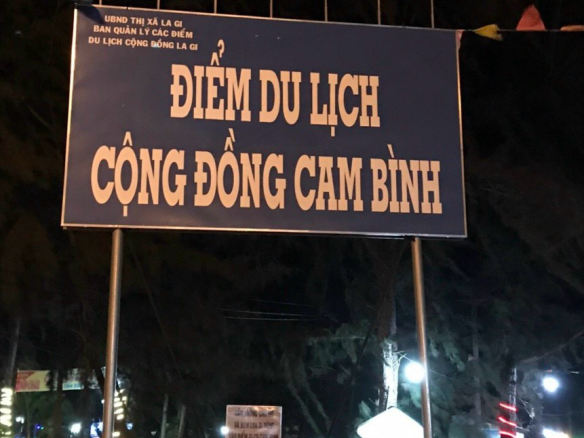 UBND THỊ XÃ LA GI
BAN QUẢN LÝ CÁC ĐIỂM
DU LỊCH CỘNG ĐỒNG LA GI
ĐIỂM DU LỊCH
CỘNG ĐỒNG CAM BÌNH